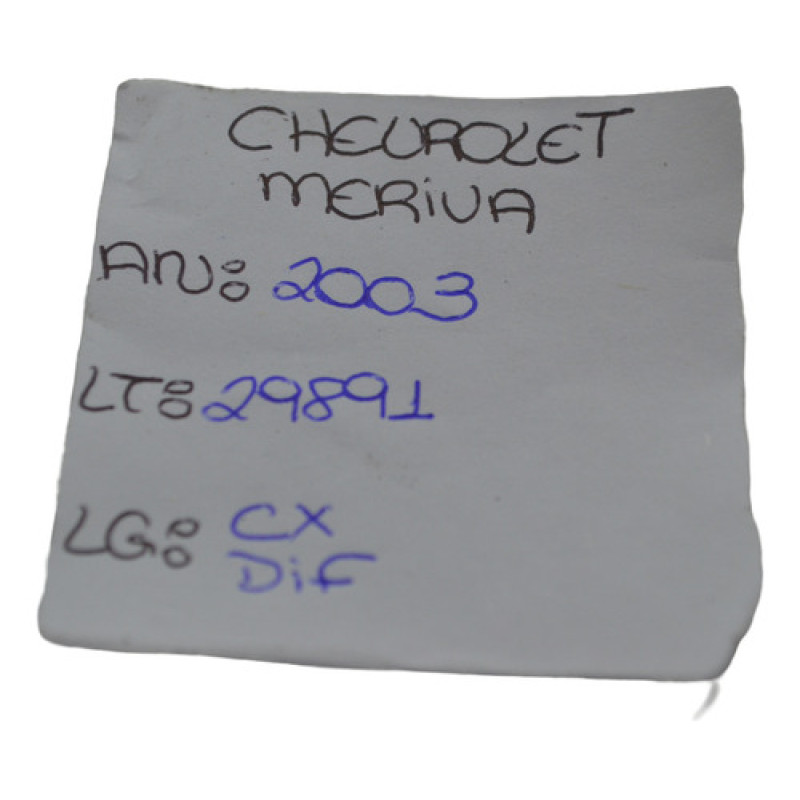 CHEVROLET
MERIVA
AN: 2003
LT: 29891
LG: CX
DiF